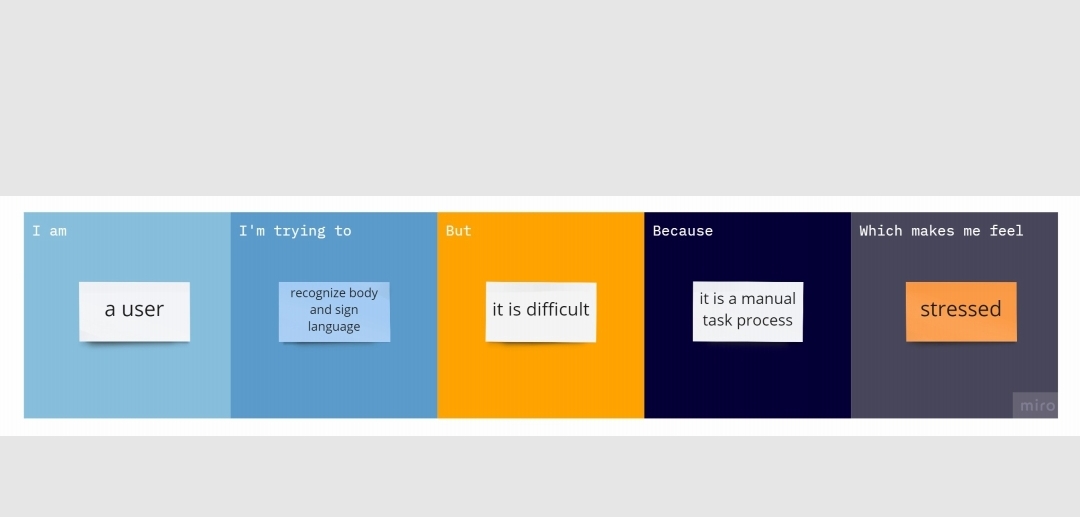 I am
a user
I'm trying to
recognize body
and sign
language
But
it is difficult
Because
it is a manual
task process
Which makes me feel
stressed
miro